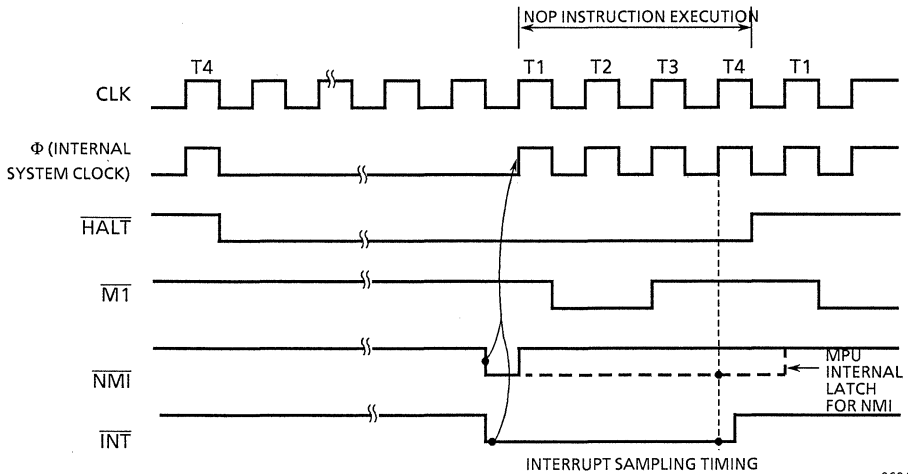 NOP INSTRUCTION EXECUTION
T4 T1 T2 T3 T4 T1
CLK
Φ (INTERNAL
SYSTEM CLOCK)
HALT
M1
NMI
MPU
INTERNAL
LATCH
FOR NMI
INT
INTERRUPT SAMPLING TIMING